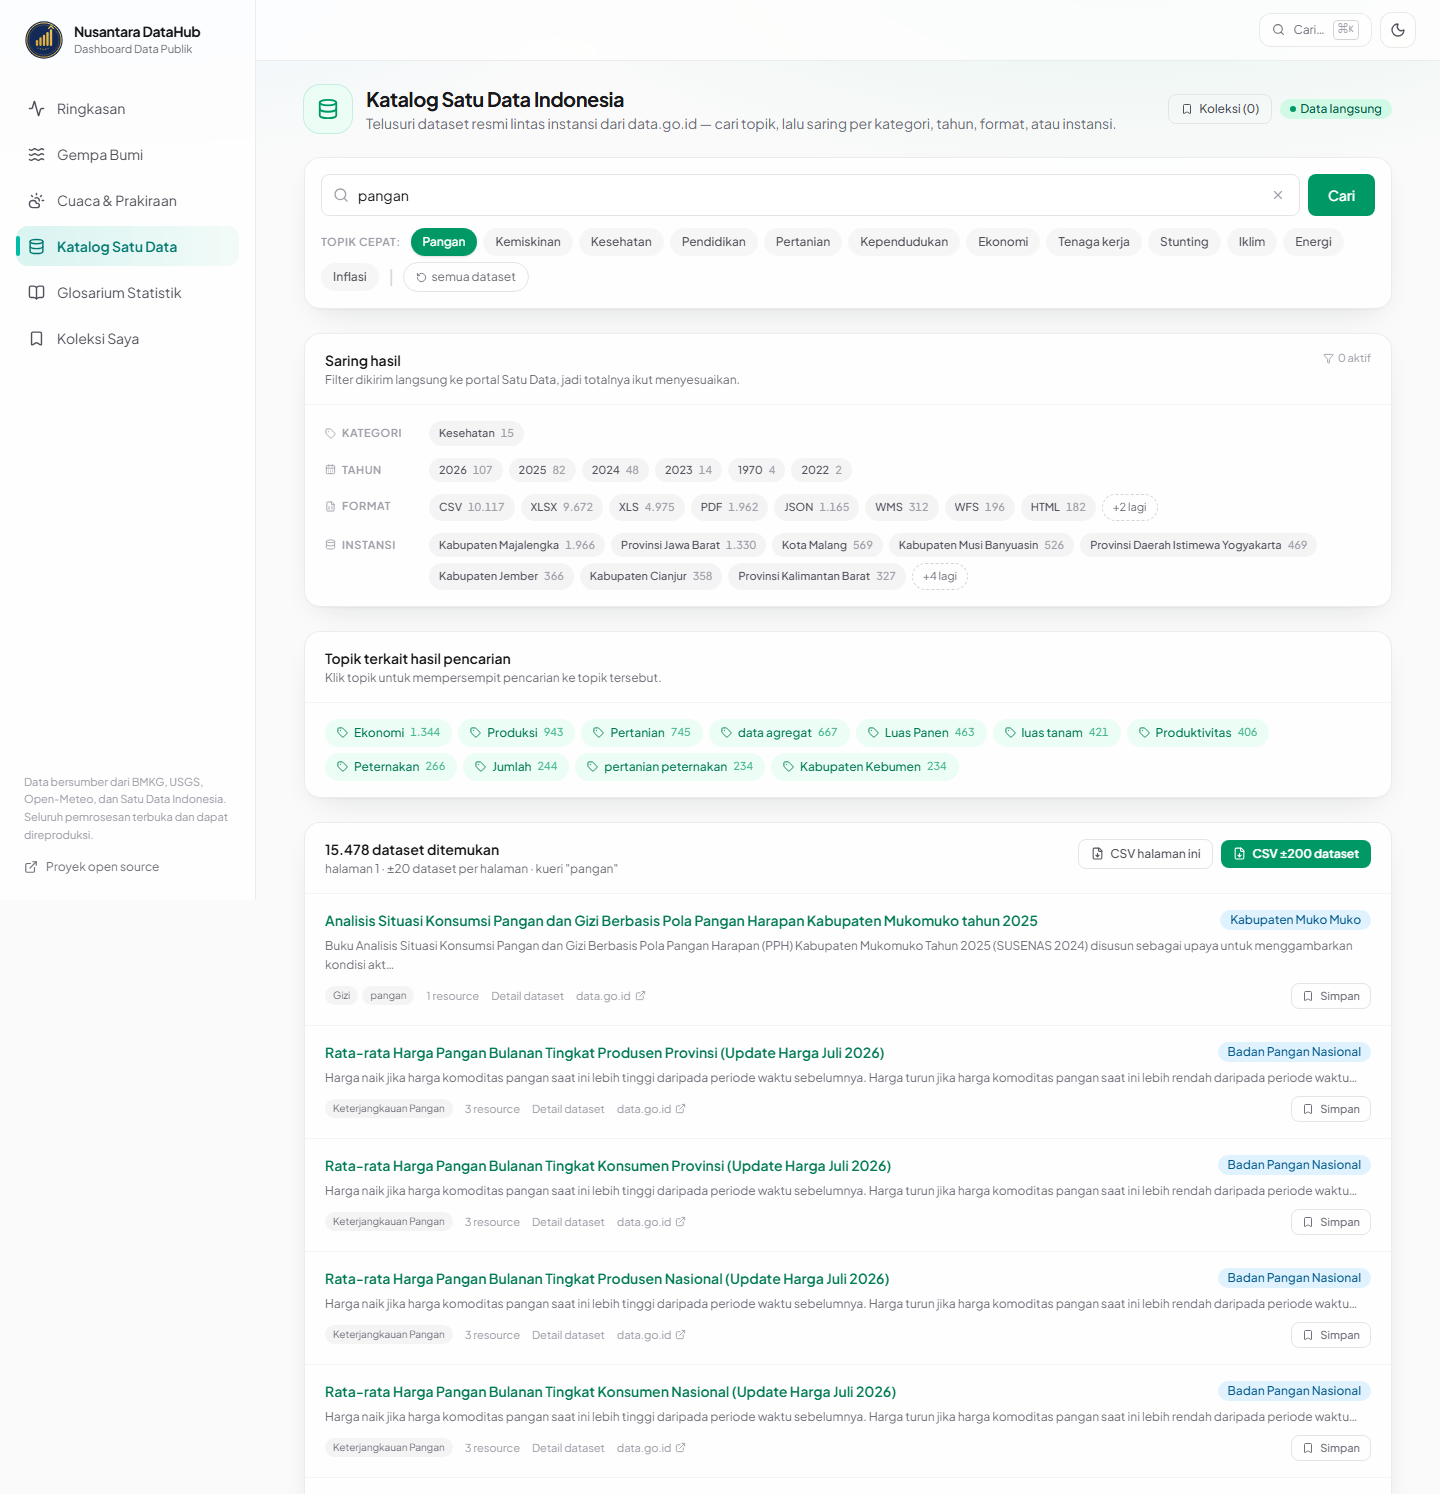 Nusantara DataHub
Dashboard Data Publik
Ringkasan
Gempa Bumi
Cuaca & Prakiraan
Katalog Satu Data
Glosarium Statistik
Koleksi Saya
Data bersumber dari BMKG, USGS,
Open-Meteo, dan Satu Data Indonesia.
Seluruh pemrosesan terbuka dan dapat
direproduksi.
Proyek open source
Cari... ⌘K
Katalog Satu Data Indonesia
Telusuri dataset resmi lintas instansi dari data.go.id — cari topik, lalu saring per kategori, tahun, format, atau instansi.
Koleksi (0)
Data langsung
pangan
Cari
TOPIK CEPAT: Pangan Kemiskinan Kesehatan Pendidikan Pertanian Kependudukan Ekonomi Tenaga kerja Stunting Iklim Energi
Inflasi | semua dataset
Saring hasil
0 aktif
Filter dikirim langsung ke portal Satu Data, jadi totalnya ikut menyesuaikan.
KATEGORI Kesehatan 15
TAHUN 2026 107 2025 82 2024 48 2023 14 1970 4 2022 2
FORMAT CSV 10.117 XLSX 9.672 XLS 4.975 PDF 1.962 JSON 1.165 WMS 312 WFS 196 HTML 182 +2 lagi
INSTANSI Kabupaten Majalengka 1.966 Provinsi Jawa Barat 1.330 Kota Malang 569 Kabupaten Musi Banyuasin 526 Provinsi Daerah Istimewa Yogyakarta 469
Kabupaten Jember 366 Kabupaten Cianjur 358 Provinsi Kalimantan Barat 327 +4 lagi
Topik terkait hasil pencarian
Klik topik untuk mempersempit pencarian ke topik tersebut.
Ekonomi 1.344 Produksi 943 Pertanian 745 data agregat 667 Luas Panen 463 luas tanam 421 Produktivitas 406
Peternakan 266 Jumlah 244 pertanian peternakan 234 Kabupaten Kebumen 234
15.478 dataset ditemukan
halaman 1 · ±20 dataset per halaman · kueri "pangan"
CSV halaman ini
CSV ±200 dataset
Analisis Situasi Konsumsi Pangan dan Gizi Berbasis Pola Pangan Harapan Kabupaten Mukomuko tahun 2025
Kabupaten Muko Muko
Buku Analisis Situasi Konsumsi Pangan dan Gizi Berbasis Pola Pangan Harapan (PPH) Kabupaten Mukomuko Tahun 2025 (SUSENAS 2024) disusun sebagai upaya untuk menggambarkan
kondisi akt...
Gizi pangan 1 resource Detail dataset data.go.id
Simpan
Rata-rata Harga Pangan Bulanan Tingkat Produsen Provinsi (Update Harga Juli 2026)
Badan Pangan Nasional
Harga naik jika harga komoditas pangan saat ini lebih tinggi daripada periode waktu sebelumnya. Harga turun jika harga komoditas pangan saat ini lebih rendah daripada periode waktu...
Keterjangkauan Pangan 3 resource Detail dataset data.go.id
Simpan
Rata-rata Harga Pangan Bulanan Tingkat Konsumen Provinsi (Update Harga Juli 2026)
Badan Pangan Nasional
Harga naik jika harga komoditas pangan saat ini lebih tinggi daripada periode waktu sebelumnya. Harga turun jika harga komoditas pangan saat ini lebih rendah daripada periode waktu...
Keterjangkauan Pangan 3 resource Detail dataset data.go.id
Simpan
Rata-rata Harga Pangan Bulanan Tingkat Produsen Nasional (Update Harga Juli 2026)
Badan Pangan Nasional
Harga naik jika harga komoditas pangan saat ini lebih tinggi daripada periode waktu sebelumnya. Harga turun jika harga komoditas pangan saat ini lebih rendah daripada periode waktu...
Keterjangkauan Pangan 3 resource Detail dataset data.go.id
Simpan
Rata-rata Harga Pangan Bulanan Tingkat Konsumen Nasional (Update Harga Juli 2026)
Badan Pangan Nasional
Harga naik jika harga komoditas pangan saat ini lebih tinggi daripada periode waktu sebelumnya. Harga turun jika harga komoditas pangan saat ini lebih rendah daripada periode waktu...
Keterjangkauan Pangan 3 resource Detail dataset data.go.id
Simpan